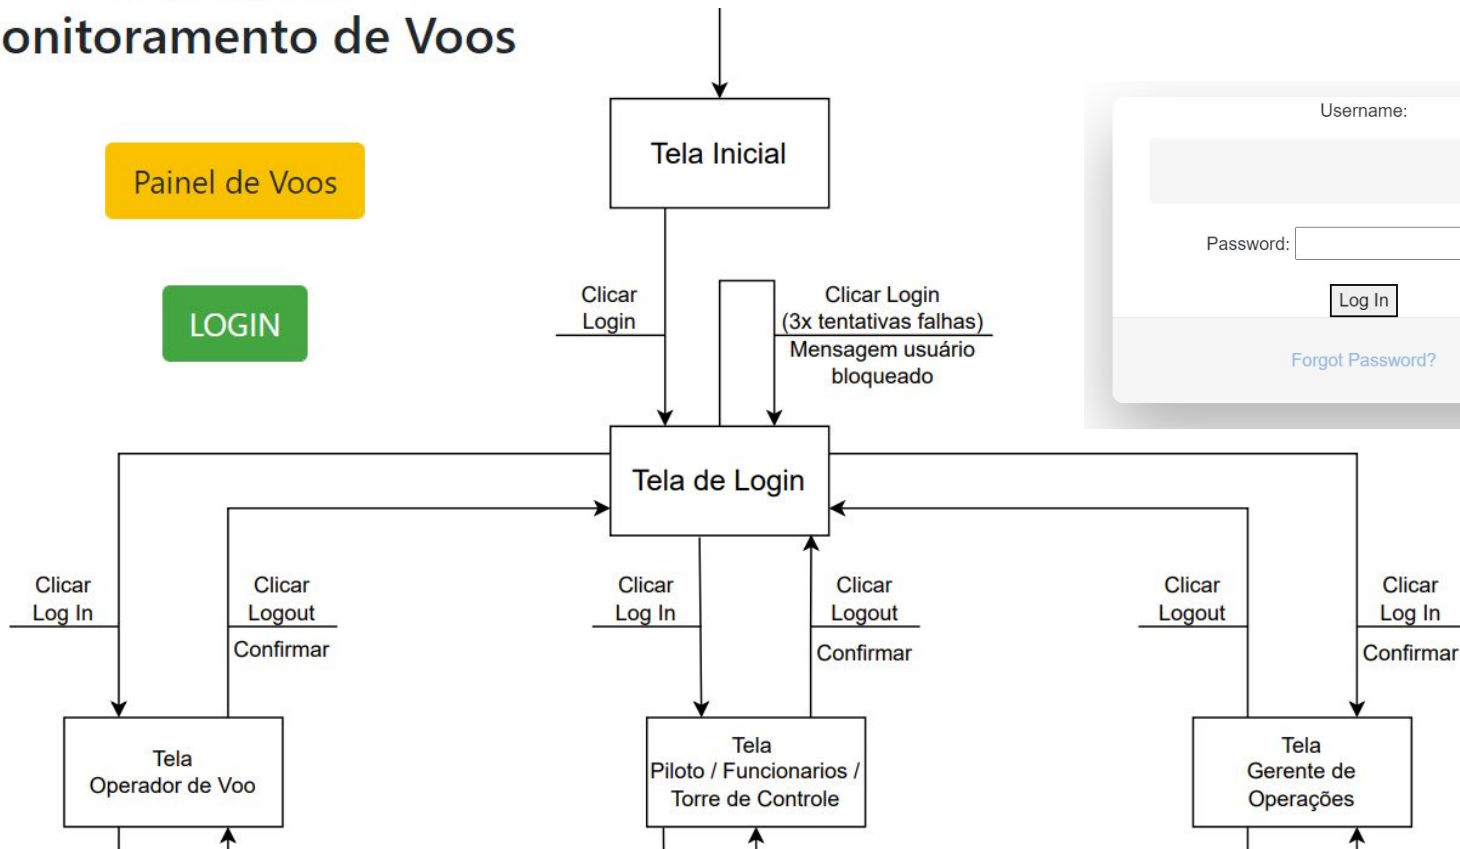 onitoramento de Voos
Painel de Voos
LOGIN
Tela Inicial
Username:
Password:
Log In
Forgot Password?
Clicar
Login
Clicar Login
(3x tentativas falhas)
Mensagem usuário
bloqueado
Tela de Login
Clicar
Log In
Clicar
Logout
Confirmar
Clicar
Log In
Clicar
Logout
Confirmar
Clicar
Logout
Clicar
Log In
Confirmar
Tela
Operador de Voo
Tela
Piloto / Funcionarios /
Torre de Controle
Tela
Gerente de
Operações